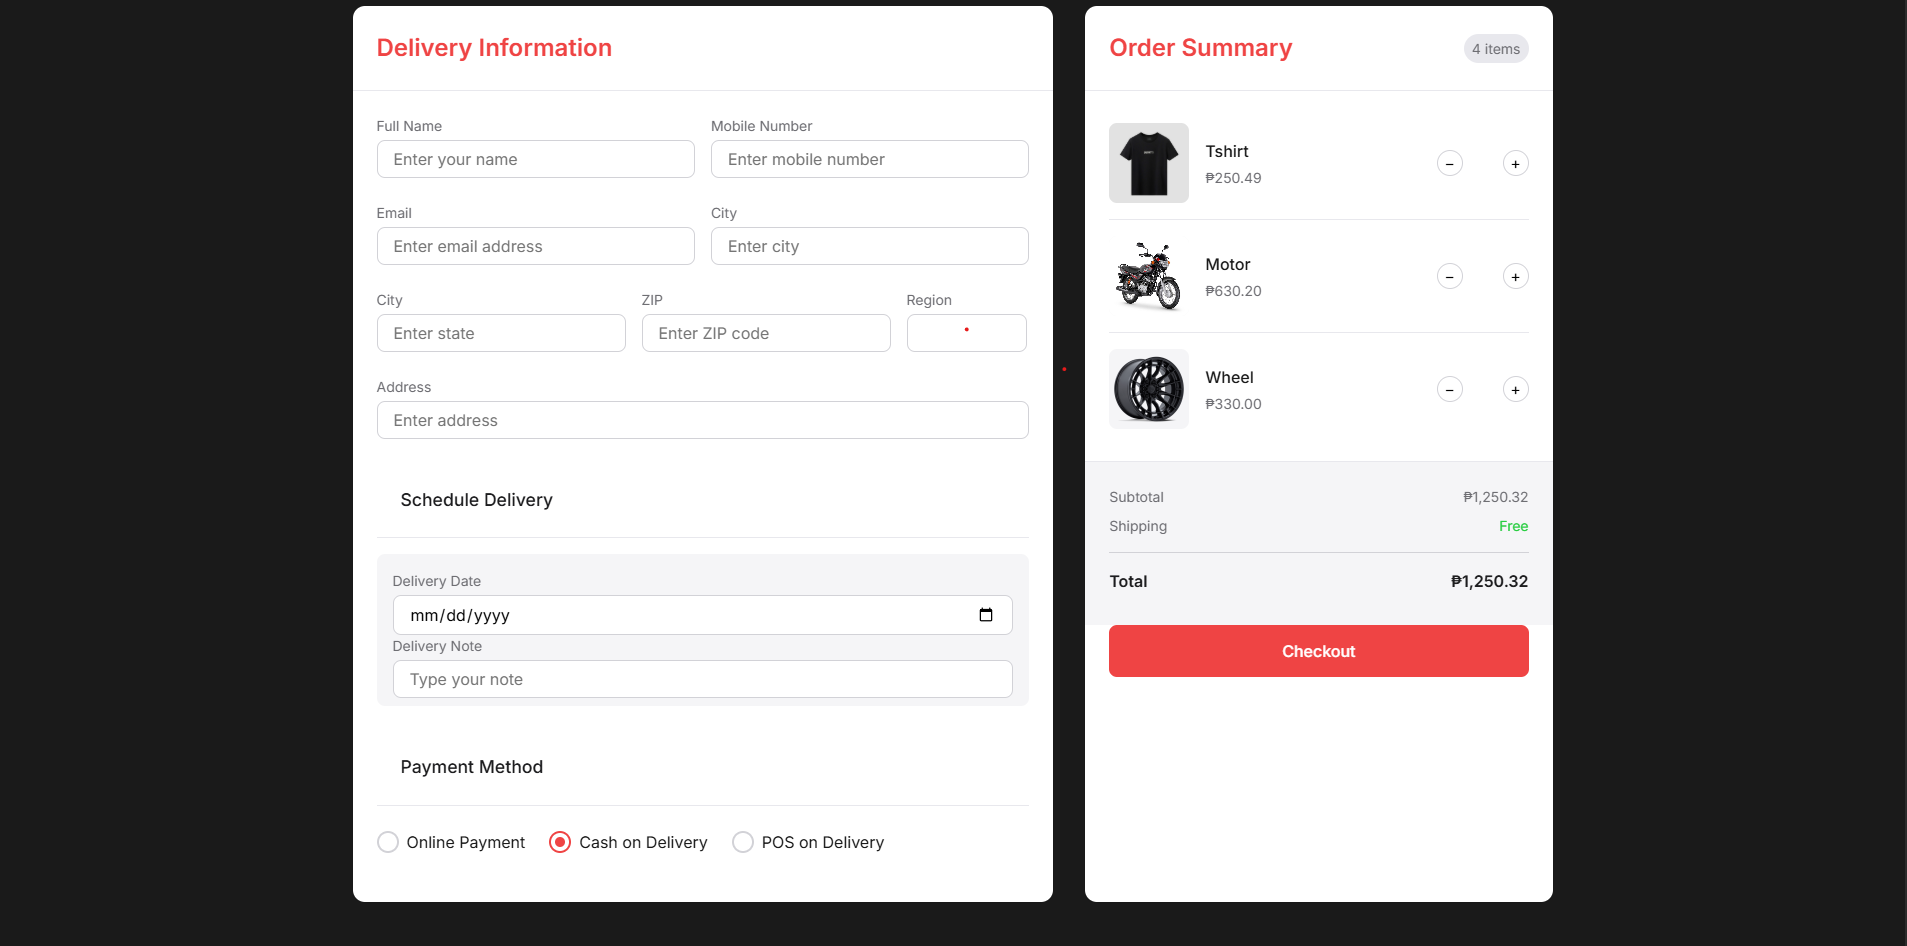 Delivery Information
Full Name
Mobile Number
Enter your name
Enter mobile number
Email
City
Enter email address
Enter city
City
ZIP
Region
Enter state
Enter ZIP code
Address
Enter address
Schedule Delivery
Delivery Date
mm/dd/yyyy
Delivery Note
Type your note
Payment Method
Online Payment
Cash on Delivery
POS on Delivery
Order Summary
4 items
Tshirt
₱250.49
−
+
Motor
₱630.20
−
+
Wheel
₱330.00
−
+
Subtotal
₱1,250.32
Shipping
Free
Total
₱1,250.32
Checkout